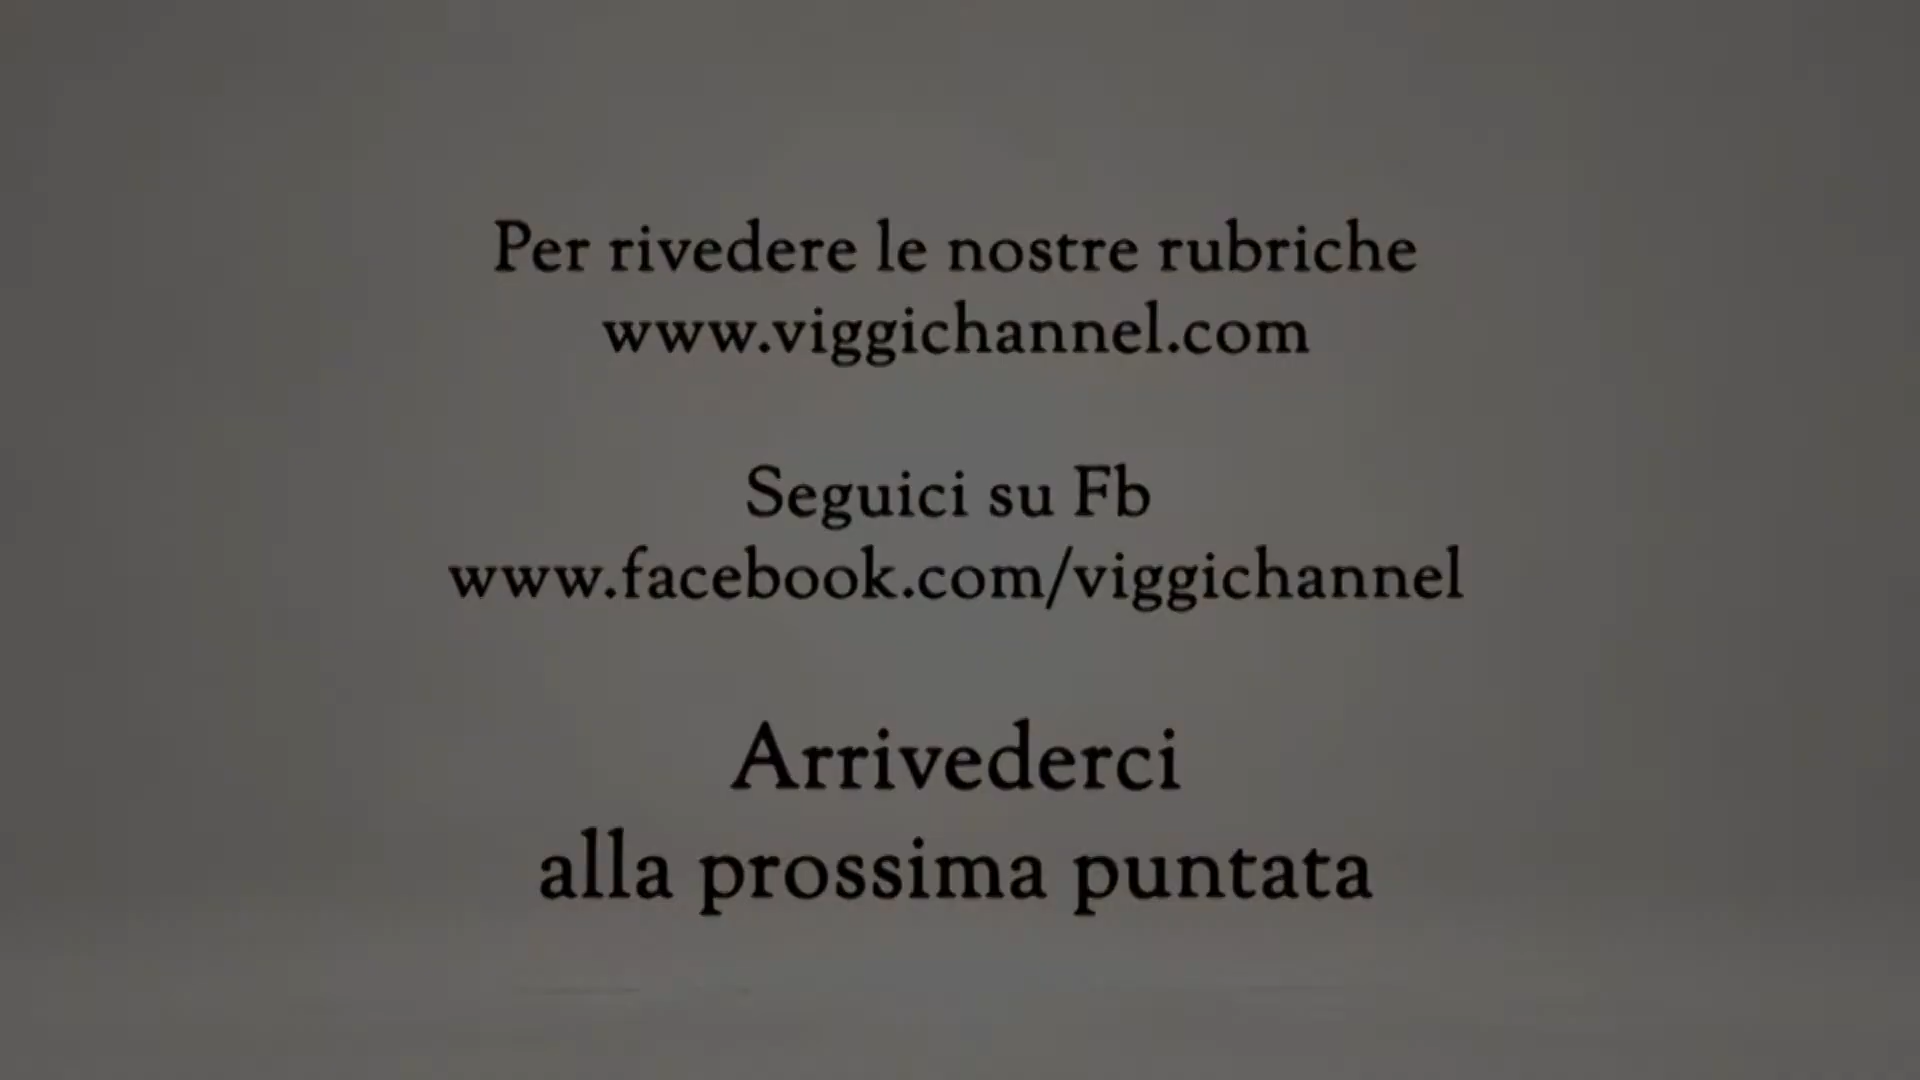 Per rivedere le nostre rubriche
www.viggichannel.com
Seguici su Fb
www.facebook.com/viggichannel
Arrivederci
alla prossima puntata